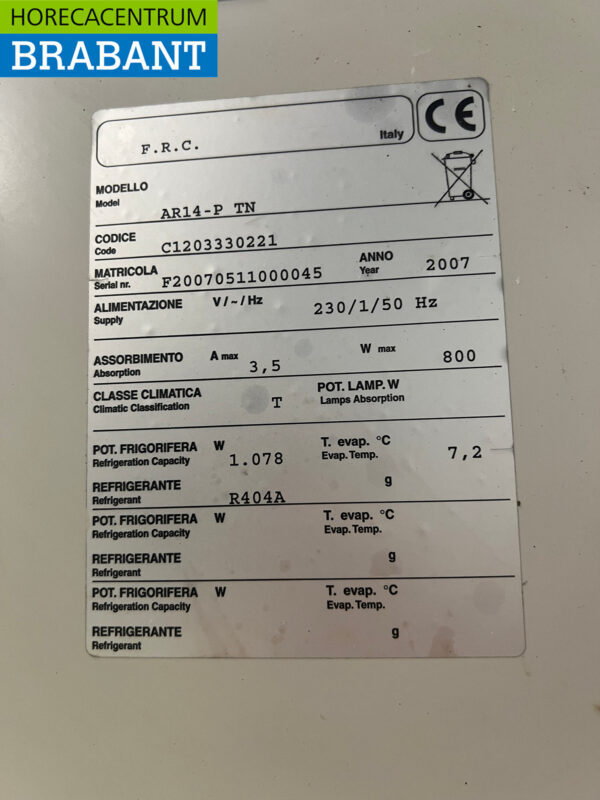 HORECACENTRUM
BRABANT
F.R.C. Italy CE
MODELLO
Model AR14-P TN
CODICE
Code C1203330221
MATRICOLA ANNO
Serial nr. F20070511000045 Year 2007
ALIMENTAZIONE V / ~ / Hz 230/1/50 Hz
Supply
ASSORBIMENTO A max 3,5 W max 800
Absorption
CLASSE CLIMATICA POT. LAMP. W
Climatic Classification T Lamps Absorption
POT. FRIGORIFERA W 1.078 T. evap. °C 7,2
Refrigeration Capacity Evap. Temp.
REFRIGERANTE g
Refrigerant R404A
POT. FRIGORIFERA W T. evap. °C
Refrigeration Capacity Evap. Temp.
REFRIGERANTE g
Refrigerant
POT. FRIGORIFERA W T. evap. °C
Refrigeration Capacity Evap. Temp.
REFRIGERANTE g
Refrigerant